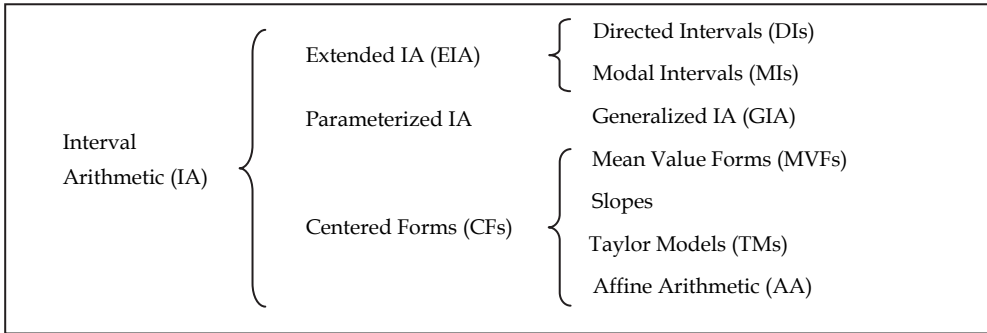 Interval
Arithmetic (IA)
Extended IA (EIA)
Directed Intervals (DIs)
Modal Intervals (MIs)
Parameterized IA
Generalized IA (GIA)
Centered Forms (CFs)
Mean Value Forms (MVFs)
Slopes
Taylor Models (TMs)
Affine Arithmetic (AA)